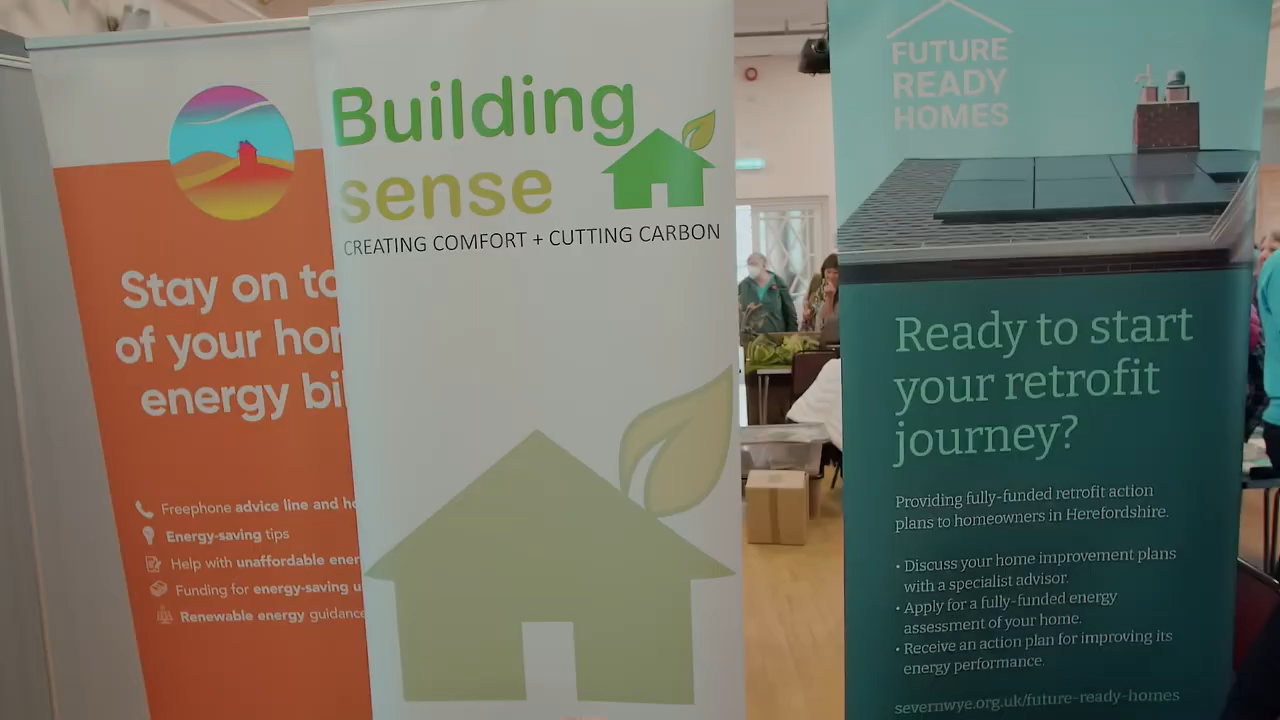 Stay on to
of your hom
energy bil
Freephone advice line and ho
Energy-saving tips
Help with unaffordable ener
Funding for energy-saving u
Renewable energy guidance
Building
sense
CREATING COMFORT + CUTTING CARBON
FUTURE
READY
HOMES
Ready to start
your retrofit
journey?
Providing fully-funded retrofit action
plans to homeowners in Herefordshire.
• Discuss your home improvement plans
with a specialist advisor.
• Apply for a fully-funded energy
assessment of your home.
• Receive an action plan for improving its
energy performance.
severnwye.org.uk/future-ready-homes